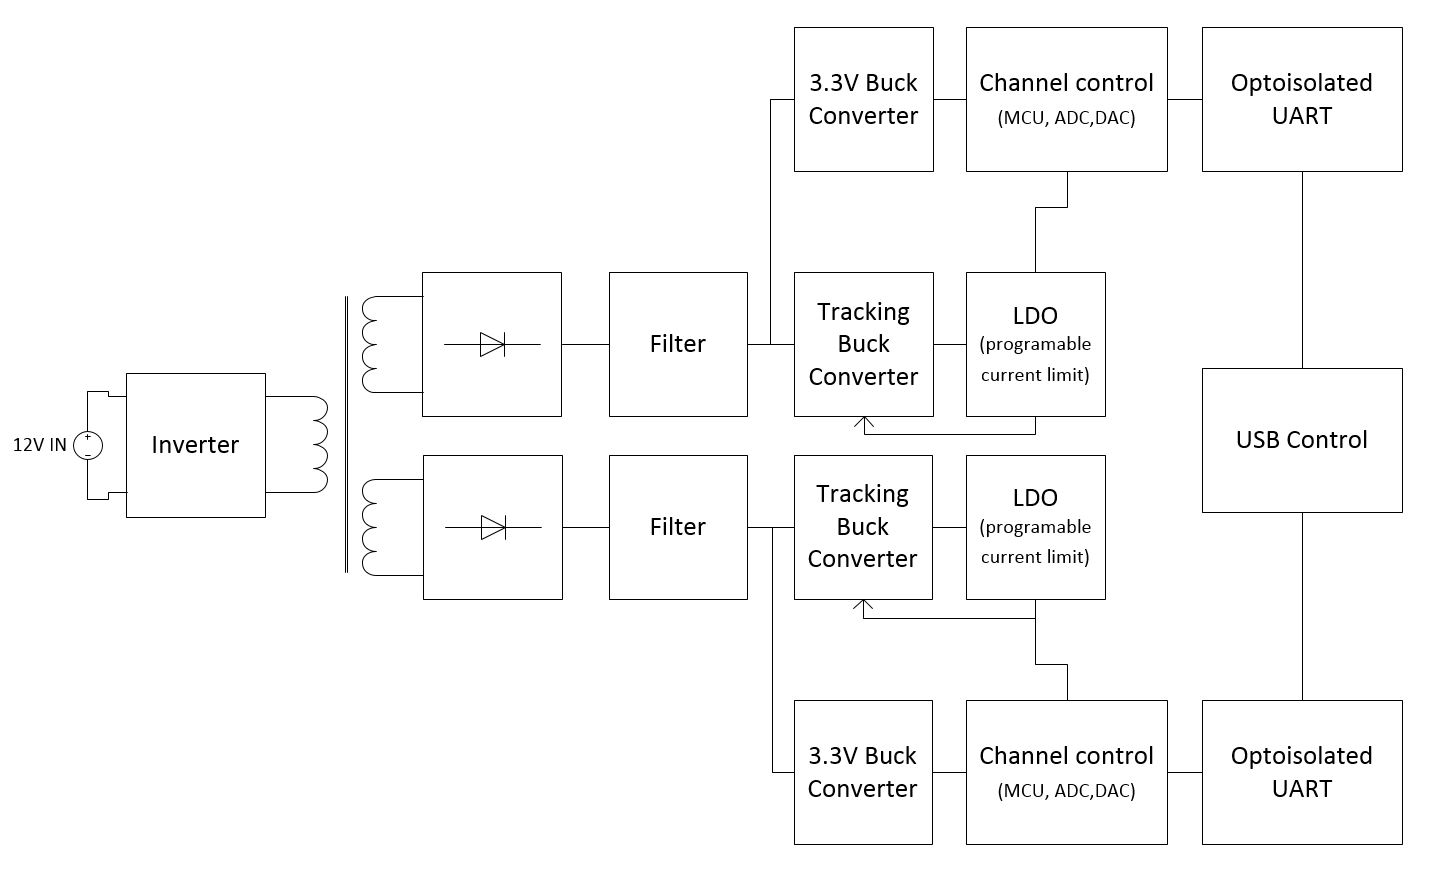 3.3V Buck
Converter
Channel control
(MCU, ADC,DAC)
Optoisolated
UART
Tracking
Buck
Converter
LDO
(programable
current limit)
Filter
12V IN
+
−
Inverter
USB Control
Filter
Tracking
Buck
Converter
LDO
(programable
current limit)
3.3V Buck
Converter
Channel control
(MCU, ADC,DAC)
Optoisolated
UART